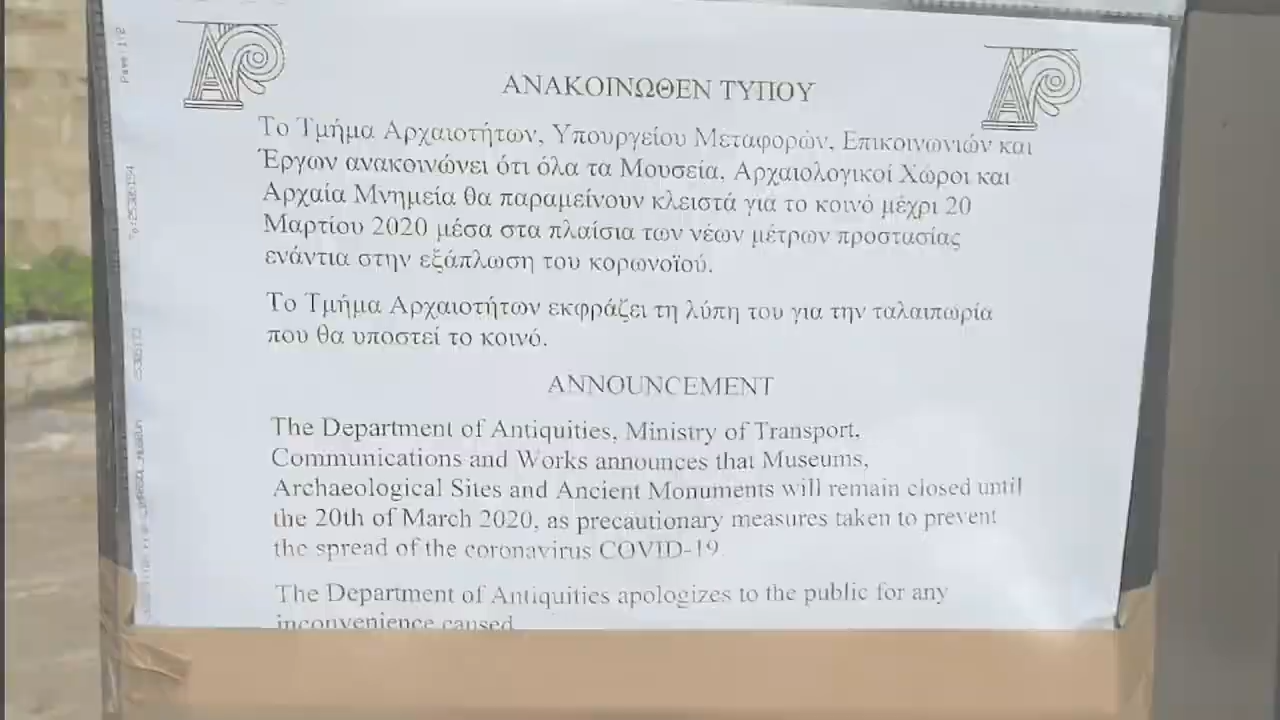 ΑΝΑΚΟΙΝΩΘΕΝ ΤΥΠΟΥ
Το Τμήμα Αρχαιοτήτων, Υπουργείου Μεταφορών, Επικοινωνιών και
Έργων ανακοινώνει ότι όλα τα Μουσεία, Αρχαιολογικοί Χώροι και
Αρχαία Μνημεία θα παραμείνουν κλειστά για το κοινό μέχρι 20
Μαρτίου 2020 μέσα στα πλαίσια των νέων μέτρων προστασίας
ενάντια στην εξάπλωση του κορωνοϊού.
Το Τμήμα Αρχαιοτήτων εκφράζει τη λύπη του για την ταλαιπωρία
που θα υποστεί το κοινό.
ANNOUNCEMENT
The Department of Antiquities, Ministry of Transport,
Communications and Works announces that Museums,
Archaeological Sites and Ancient Monuments will remain closed until
the 20th of March 2020, as precautionary measures taken to prevent
the spread of the coronavirus COVID-19
The Department of Antiquities apologizes to the public for any
inconvenience caused